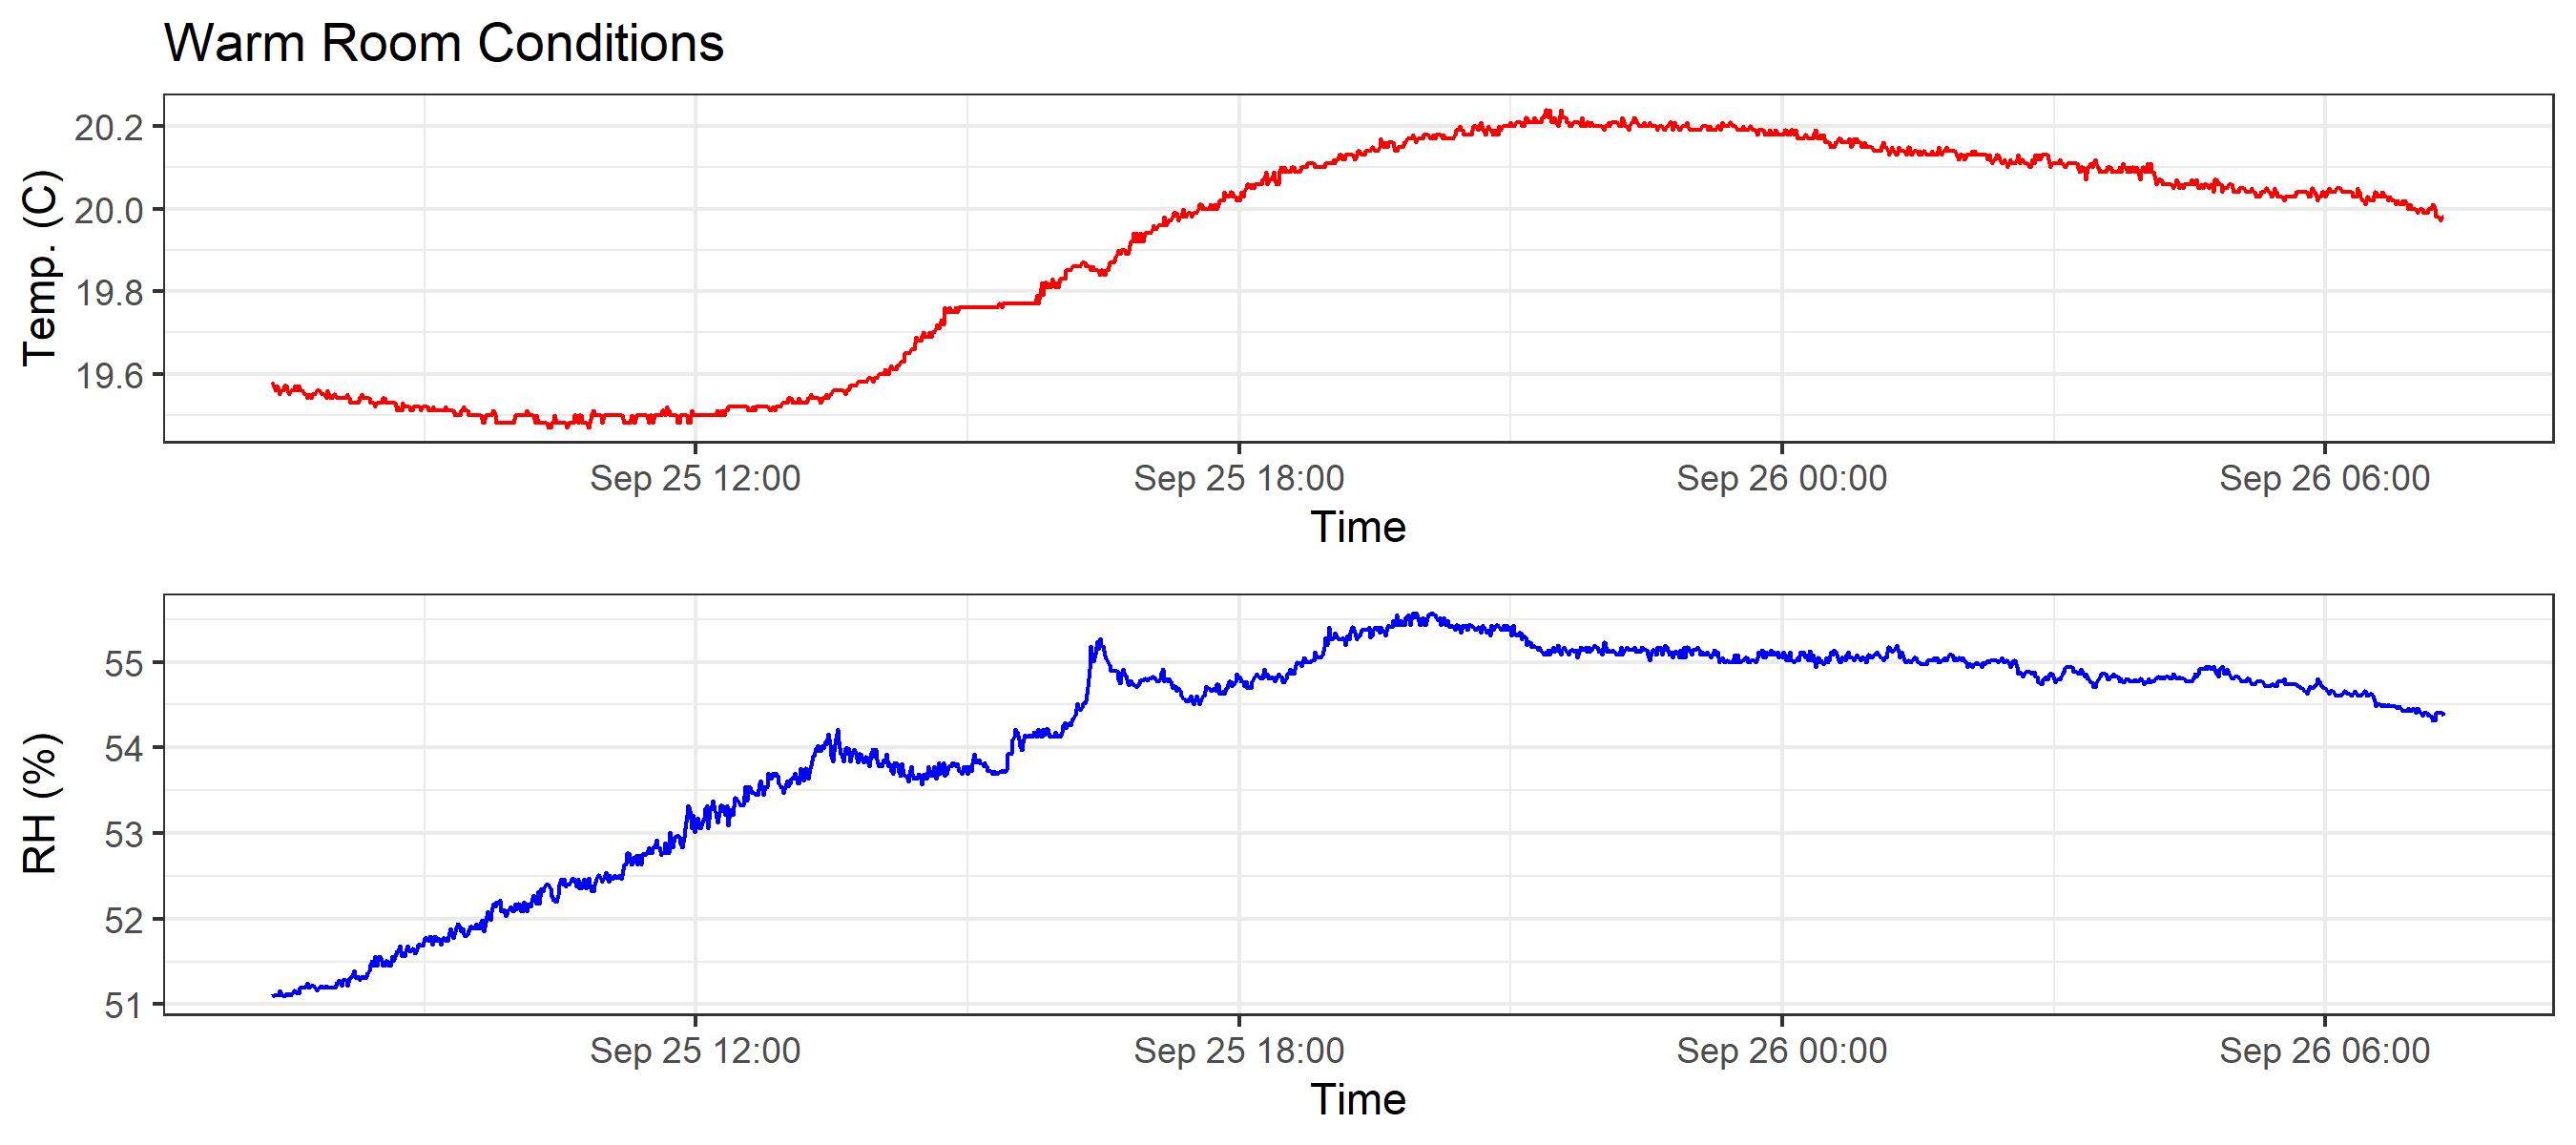 Warm Room Conditions
Temp. (C)
20.2
20.0
19.8
19.6
Sep 25 12:00 Sep 25 18:00 Sep 26 00:00 Sep 26 06:00
Time
RH (%)
55
54
53
52
51
Sep 25 12:00 Sep 25 18:00 Sep 26 00:00 Sep 26 06:00
Time